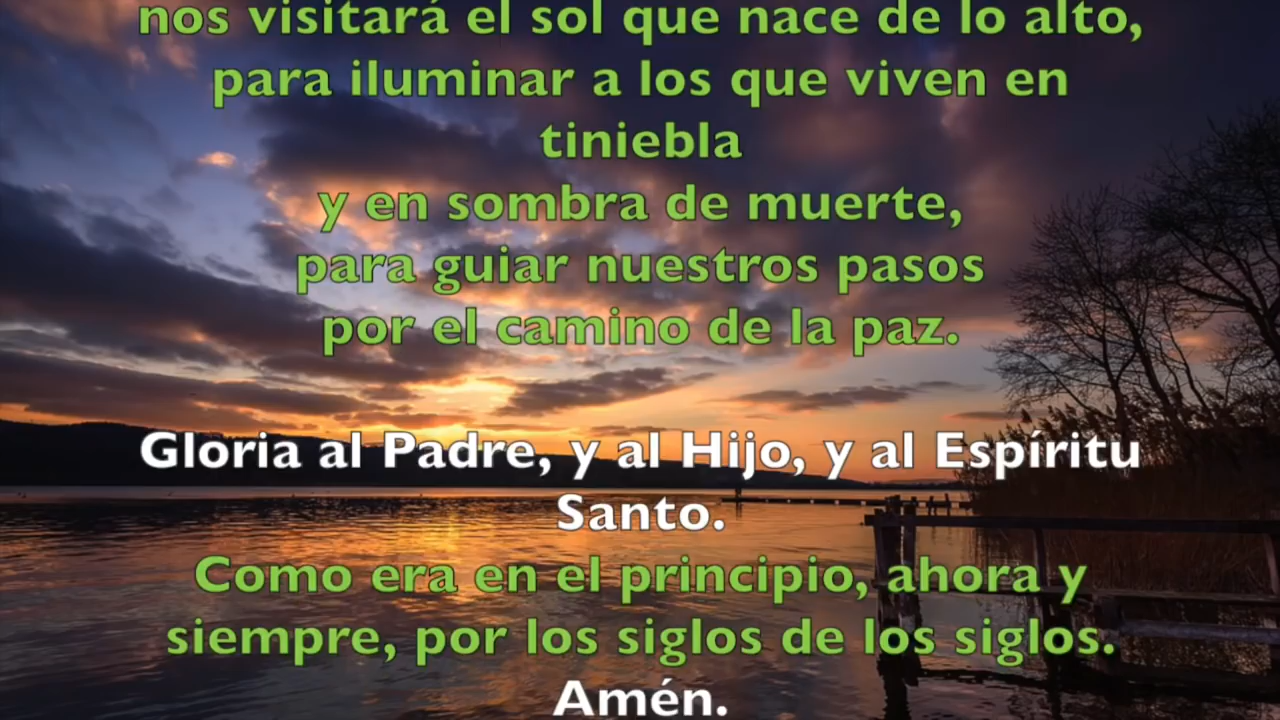 nos visitará el sol que nace de lo alto,
para iluminar a los que viven en
tiniebla
y en sombra de muerte,
para guiar nuestros pasos
por el camino de la paz.
Gloria al Padre, y al Hijo, y al Espíritu
Santo.
Como era en el principio, ahora y
siempre, por los siglos de los siglos.
Amén.